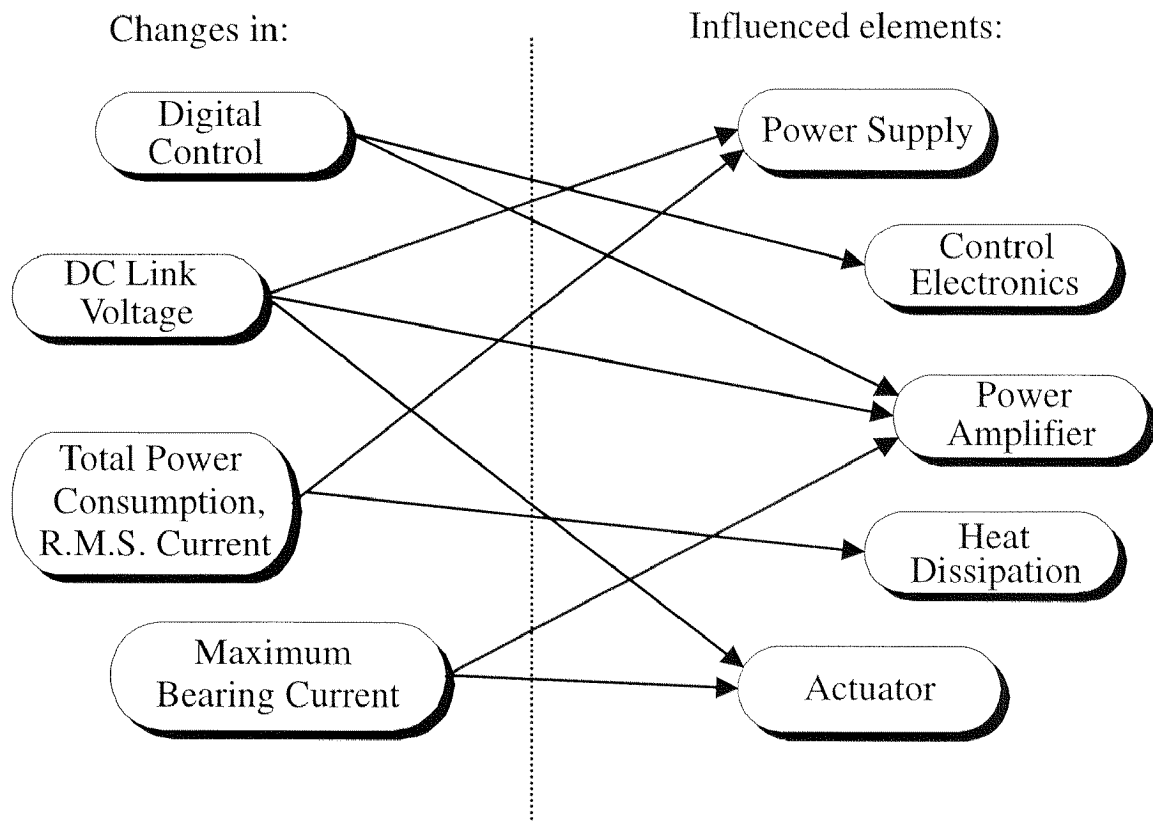 Changes in:
Influenced elements:
Digital
Control
Power Supply
Control
Electronics
DC Link
Voltage
Power
Amplifier
Total Power
Consumption,
R.M.S. Current
Heat
Dissipation
Maximum
Bearing Current
Actuator